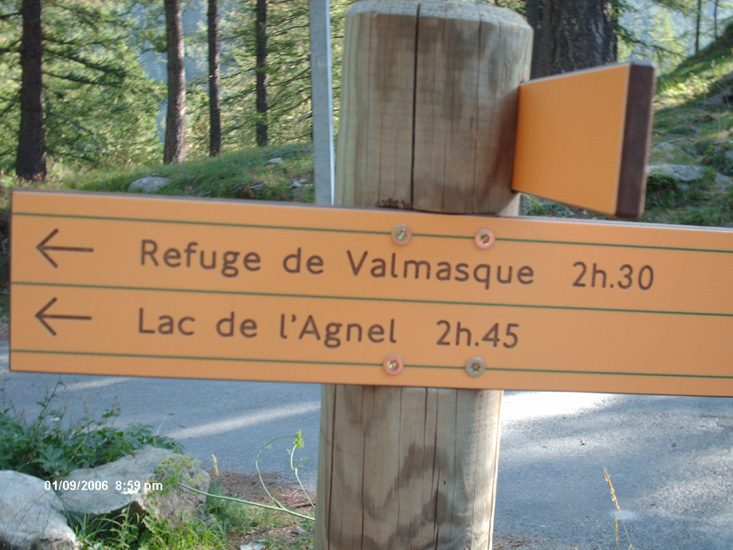 ← Refuge de Valmasque 2h.30
← Lac de l'Agnel 2h.45
01/09/2006 8:59 pm